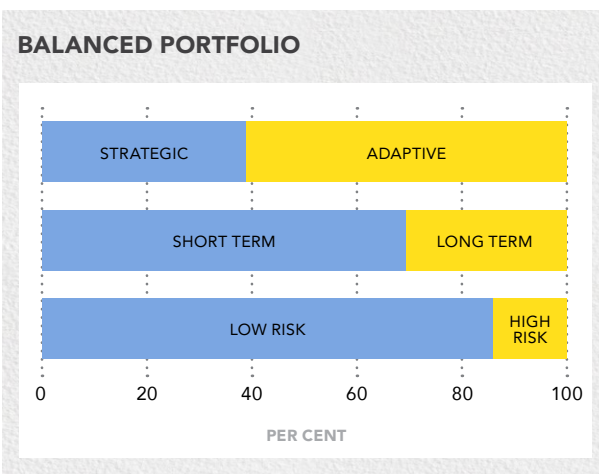 BALANCED PORTFOLIO
STRATEGIC ADAPTIVE
SHORT TERM LONG TERM
LOW RISK HIGH
RISK
0 20 40 60 80 100
PER CENT